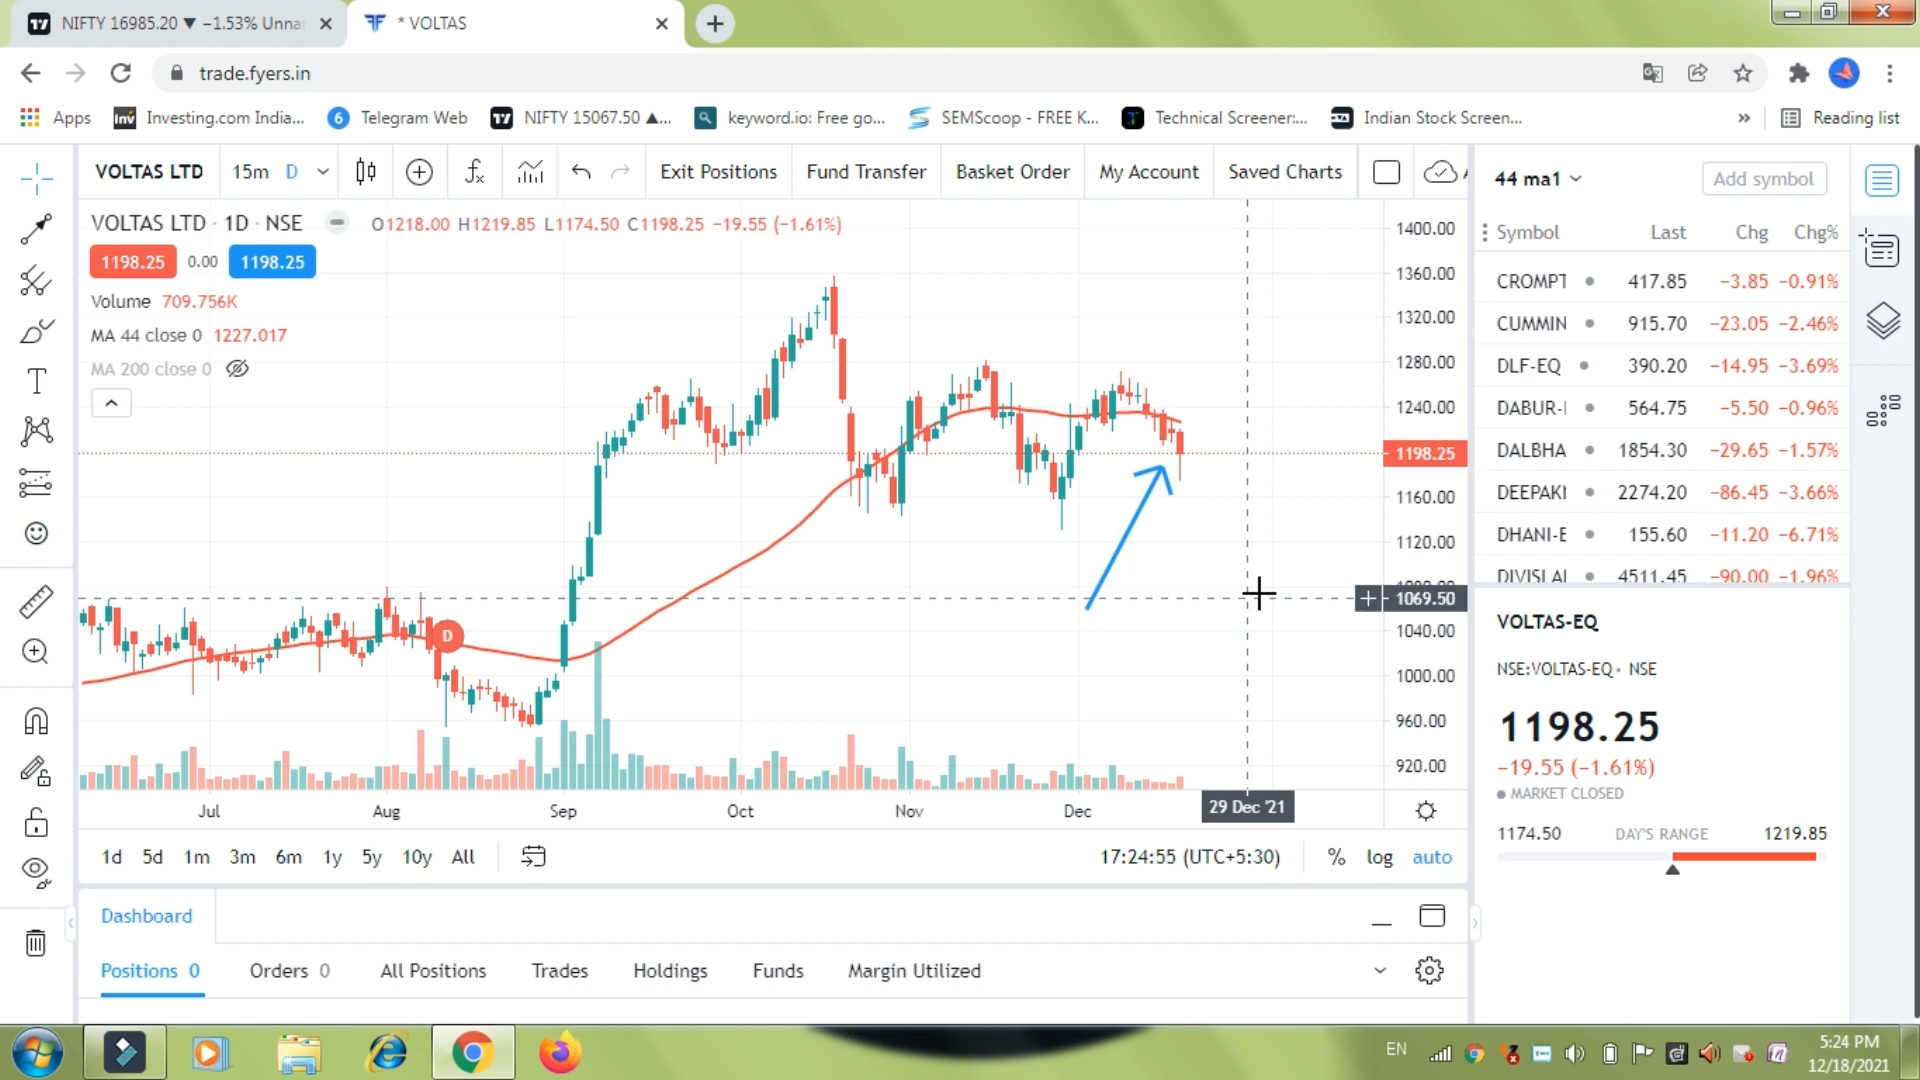 NIFTY 16985.20 ▼ −1.53% Unnar
* VOLTAS
trade.fyers.in
Apps
Investing.com India...
Telegram Web
NIFTY 15067.50 ▲...
keyword.io: Free go...
SEMScoop - FREE K...
Technical Screener:...
Indian Stock Screen...
»
Reading list
VOLTAS LTD 15m D
Exit Positions
Fund Transfer
Basket Order
My Account
Saved Charts
VOLTAS LTD · 1D · NSE
O1218.00 H1219.85 L1174.50 C1198.25 −19.55 (−1.61%)
1198.25 0.00 1198.25
Volume 709.756K
MA 44 close 0 1227.017
MA 200 close 0
D
1400.00
1360.00
1320.00
1280.00
1240.00
1198.25
1160.00
1120.00
1069.50
1040.00
1000.00
960.00
920.00
Jul Aug Sep Oct Nov Dec 29 Dec '21
1d 5d 1m 3m 6m 1y 5y 10y All
17:24:55 (UTC+5:30) % log auto
Dashboard
Positions 0 Orders 0 All Positions Trades Holdings Funds Margin Utilized
44 ma1
Add symbol
Symbol Last Chg Chg%
CROMPT 417.85 −3.85 −0.91%
CUMMIN 915.70 −23.05 −2.46%
DLF-EQ 390.20 −14.95 −3.69%
DABUR- 564.75 −5.50 −0.96%
DALBHA 1854.30 −29.65 −1.57%
DEEPAKI 2274.20 −86.45 −3.66%
DHANI-E 155.60 −11.20 −6.71%
DIVISLAI 4511.45 −90.00 −1.96%
VOLTAS-EQ
NSE:VOLTAS-EQ • NSE
1198.25
−19.55 (−1.61%)
MARKET CLOSED
1174.50 DAY'S RANGE 1219.85
EN
5:24 PM
12/18/2021